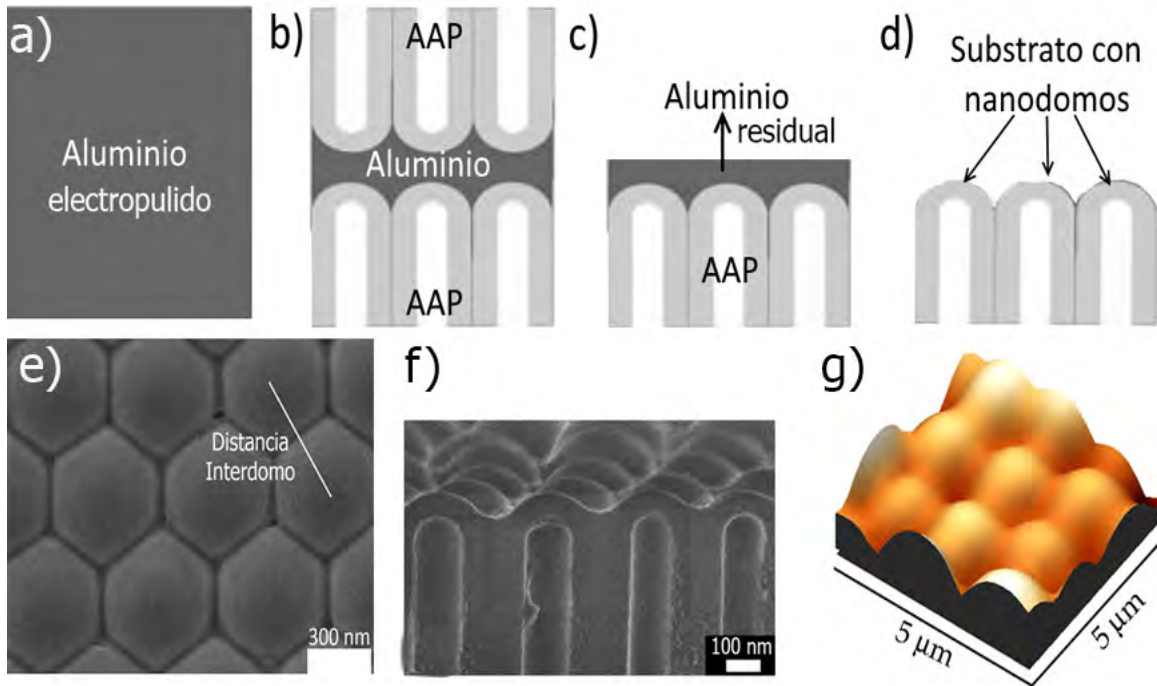 a)
Aluminio
electropulido
b)
AAP
Aluminio
AAP
c)
Aluminio
residual
AAP
d)
Substrato con
nanodomos
e)
Distancia
Interdomo
300 nm
f)
100 nm
g)
5 µm
5 µm